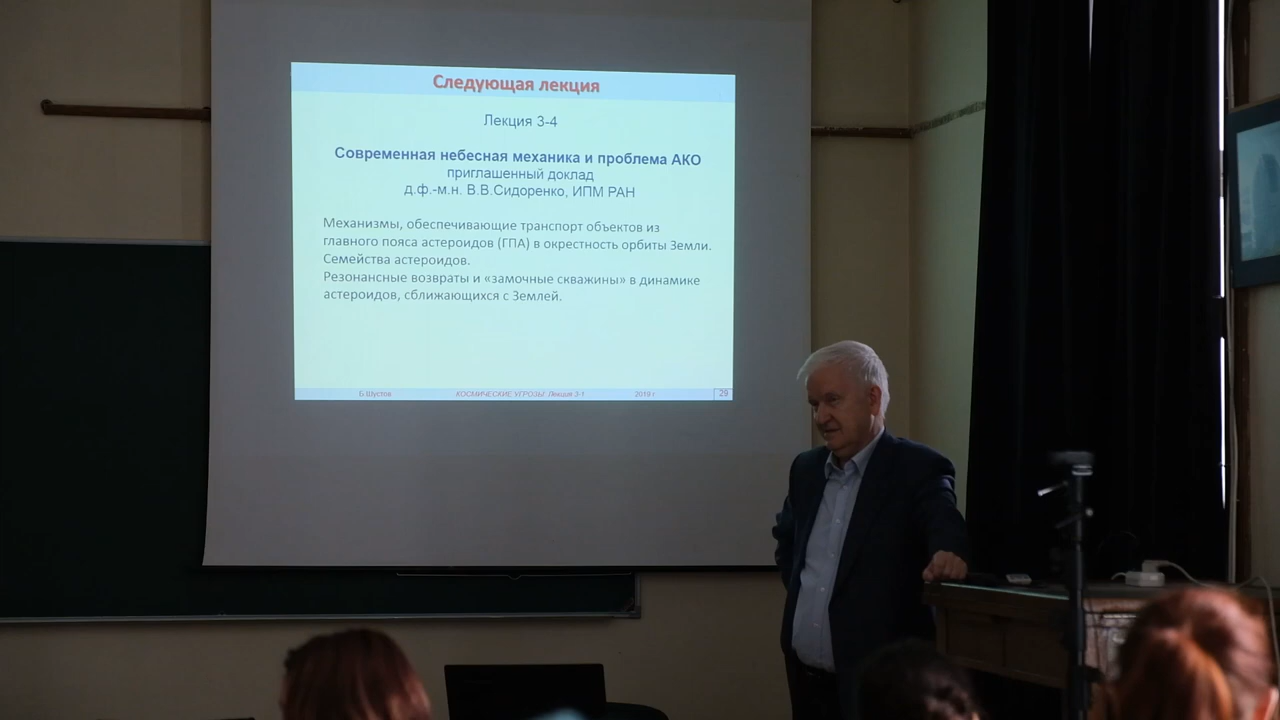 Следующая лекция
Лекция 3-4
Современная небесная механика и проблема АКО
приглашенный доклад
д.ф.-м.н. В.В.Сидоренко, ИПМ РАН
Механизмы, обеспечивающие транспорт объектов из
главного пояса астероидов (ГПА) в окрестность орбиты Земли.
Семейства астероидов.
Резонансные возвраты и «замочные скважины» в динамике
астероидов, сближающихся с Землей.
Б.Шустов КОСМИЧЕСКИЕ УГРОЗЫ: Лекция 3-1 2019 г. 29